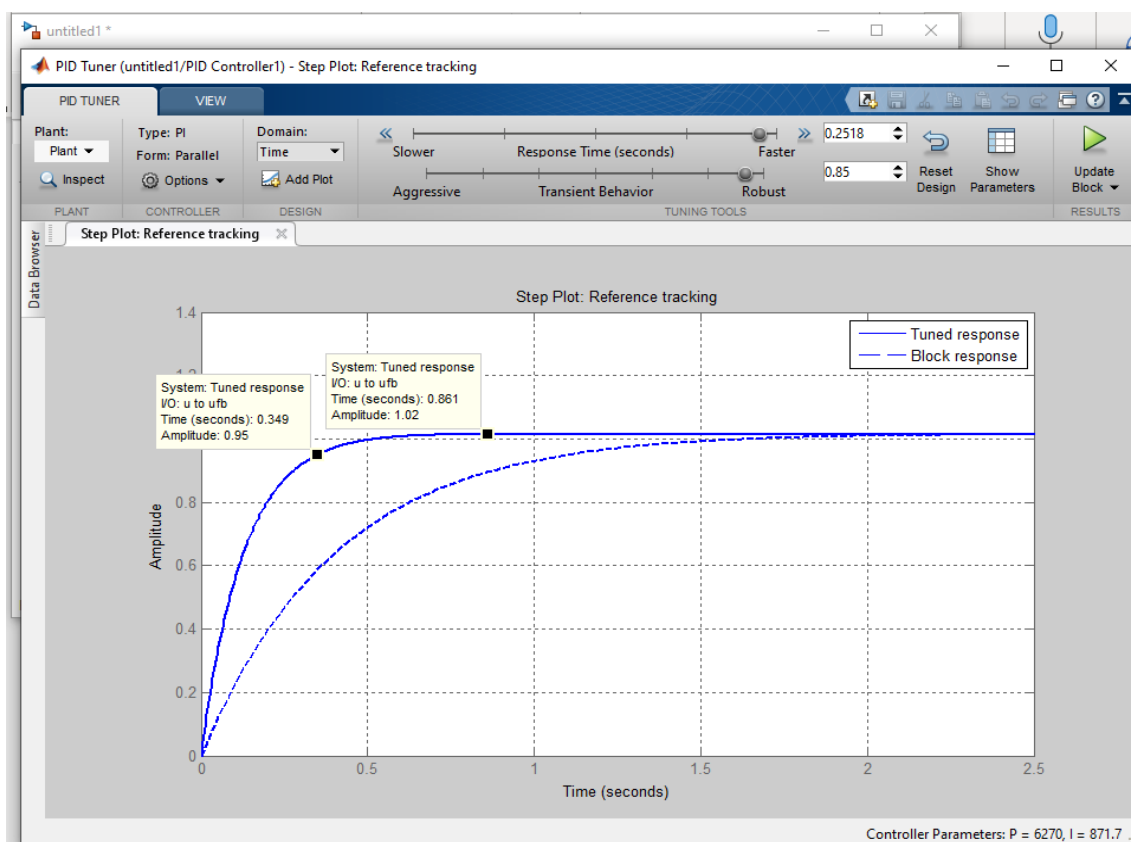 untitled1 *
PID Tuner (untitled1/PID Controller1) - Step Plot: Reference tracking
PID TUNER
VIEW
Plant:
Plant
Inspect
PLANT
Type: PI
Form: Parallel
Options
CONTROLLER
Domain:
Time
Add Plot
DESIGN
Slower Response Time (seconds) Faster
0.2518
Aggressive Transient Behavior Robust
0.85
Reset
Design
Show
Parameters
TUNING TOOLS
Update
Block
RESULTS
Data Browser
Step Plot: Reference tracking
Step Plot: Reference tracking
Tuned response
Block response
System: Tuned response
I/O: u to ufb
Time (seconds): 0.349
Amplitude: 0.95
System: Tuned response
I/O: u to ufb
Time (seconds): 0.861
Amplitude: 1.02
Amplitude
1.4
0.8
0.6
0.4
0.2
0
0 0.5 1 1.5 2 2.5
Time (seconds)
Controller Parameters: P = 6270, I = 871.7